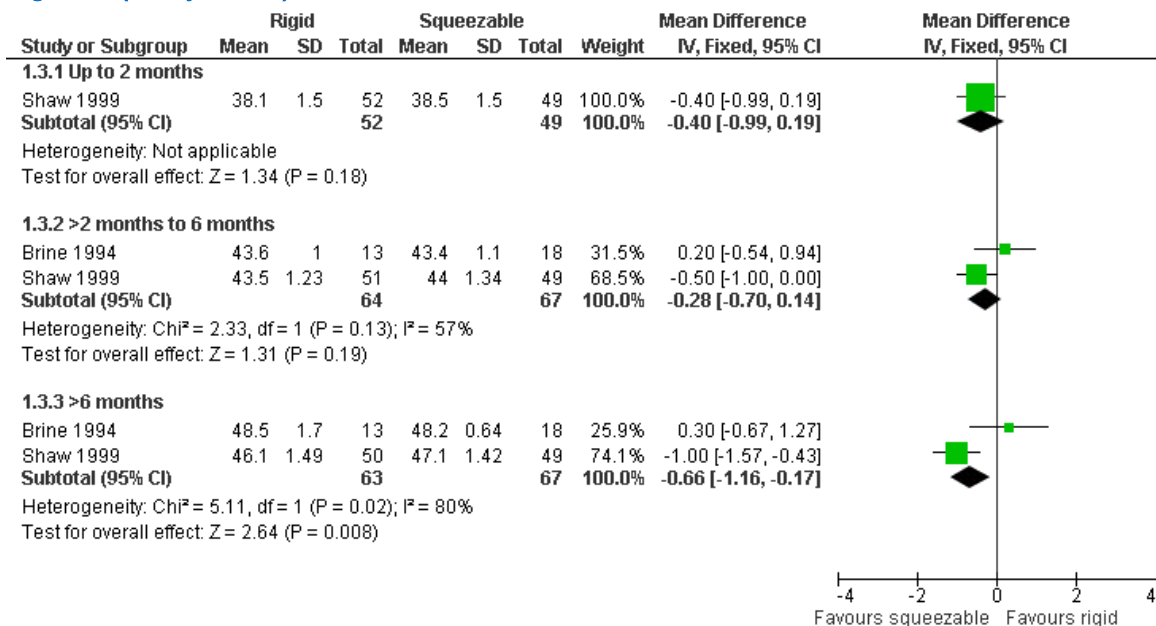 Rigid Squeezable Mean Difference Mean Difference
Study or Subgroup Mean SD Total Mean SD Total Weight IV, Fixed, 95% CI IV, Fixed, 95% CI
1.3.1 Up to 2 months
Shaw 1999 38.1 1.5 52 38.5 1.5 49 100.0% -0.40 [-0.99, 0.19]
Subtotal (95% CI) 52 49 100.0% -0.40 [-0.99, 0.19]
Heterogeneity: Not applicable
Test for overall effect: Z = 1.34 (P = 0.18)
1.3.2 >2 months to 6 months
Brine 1994 43.6 1 13 43.4 1.1 18 31.5% 0.20 [-0.54, 0.94]
Shaw 1999 43.5 1.23 51 44 1.34 49 68.5% -0.50 [-1.00, 0.00]
Subtotal (95% CI) 64 67 100.0% -0.28 [-0.70, 0.14]
Heterogeneity: Chi² = 2.33, df = 1 (P = 0.13); I² = 57%
Test for overall effect: Z = 1.31 (P = 0.19)
1.3.3 >6 months
Brine 1994 48.5 1.7 13 48.2 0.64 18 25.9% 0.30 [-0.67, 1.27]
Shaw 1999 46.1 1.49 50 47.1 1.42 49 74.1% -1.00 [-1.57, -0.43]
Subtotal (95% CI) 63 67 100.0% -0.66 [-1.16, -0.17]
Heterogeneity: Chi² = 5.11, df = 1 (P = 0.02); I² = 80%
Test for overall effect: Z = 2.64 (P = 0.008)
-4 -2 0 2 4
Favours squeezable Favours rigid